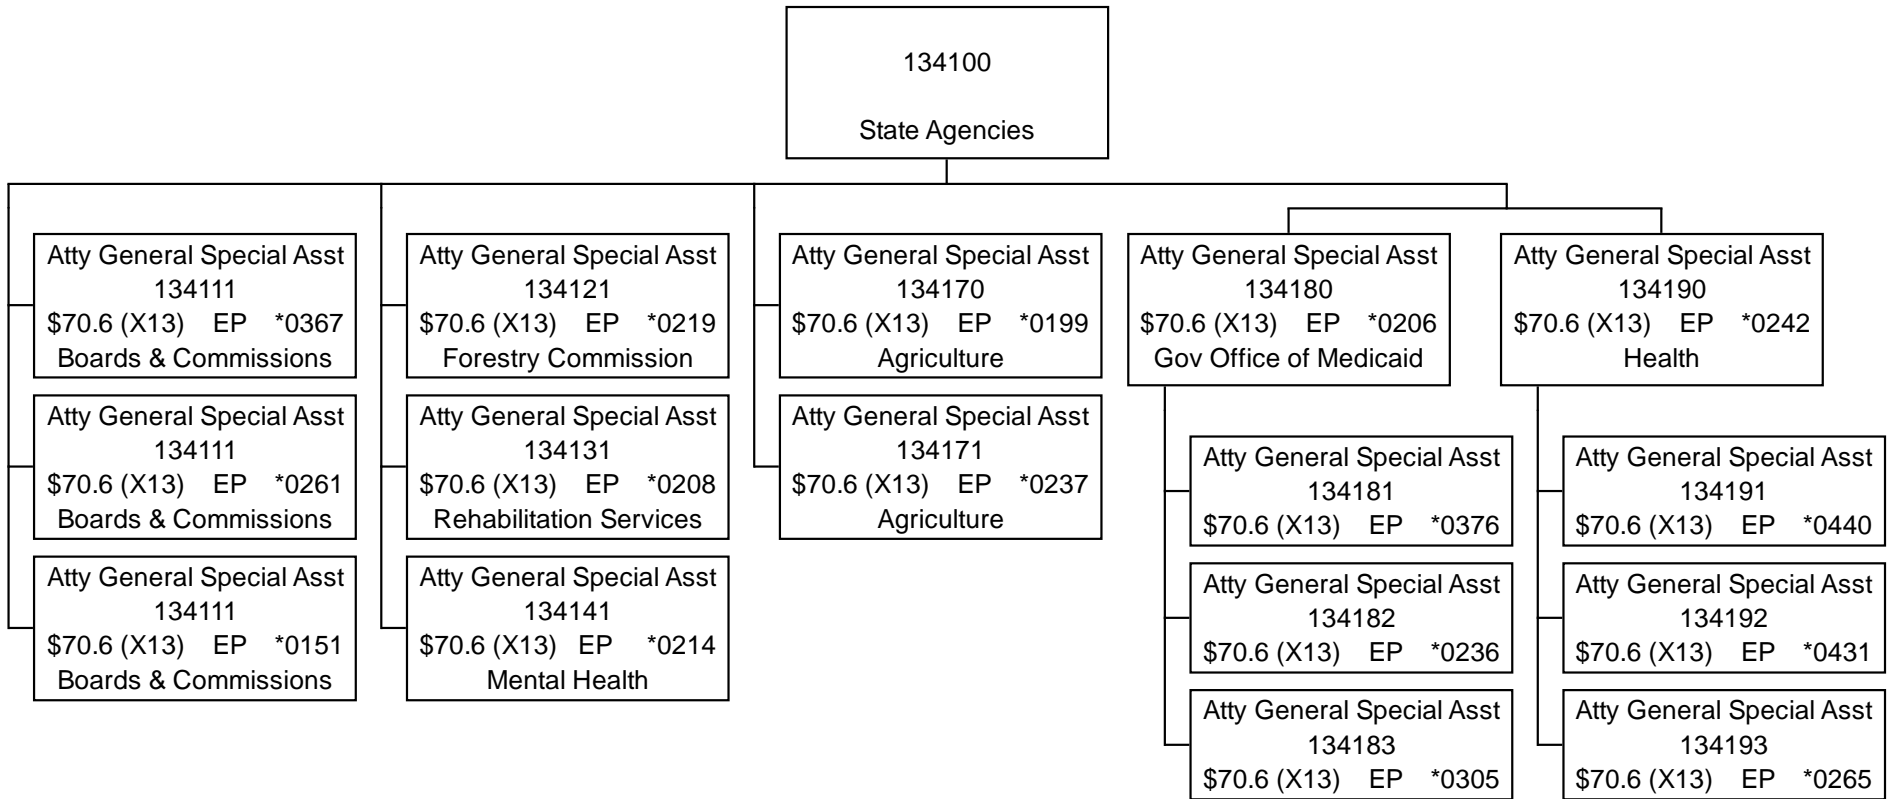 134100
State Agencies
Atty General Special Asst
134111
$70.6 (X13) EP *0367
Boards & Commissions
Atty General Special Asst
134111
$70.6 (X13) EP *0261
Boards & Commissions
Atty General Special Asst
134111
$70.6 (X13) EP *0151
Boards & Commissions
Atty General Special Asst
134121
$70.6 (X13) EP *0219
Forestry Commission
Atty General Special Asst
134131
$70.6 (X13) EP *0208
Rehabilitation Services
Atty General Special Asst
134141
$70.6 (X13) EP *0214
Mental Health
Atty General Special Asst
134170
$70.6 (X13) EP *0199
Agriculture
Atty General Special Asst
134171
$70.6 (X13) EP *0237
Agriculture
Atty General Special Asst
134180
$70.6 (X13) EP *0206
Gov Office of Medicaid
Atty General Special Asst
134181
$70.6 (X13) EP *0376
Atty General Special Asst
134182
$70.6 (X13) EP *0236
Atty General Special Asst
134183
$70.6 (X13) EP *0305
Atty General Special Asst
134190
$70.6 (X13) EP *0242
Health
Atty General Special Asst
134191
$70.6 (X13) EP *0440
Atty General Special Asst
134192
$70.6 (X13) EP *0431
Atty General Special Asst
134193
$70.6 (X13) EP *0265